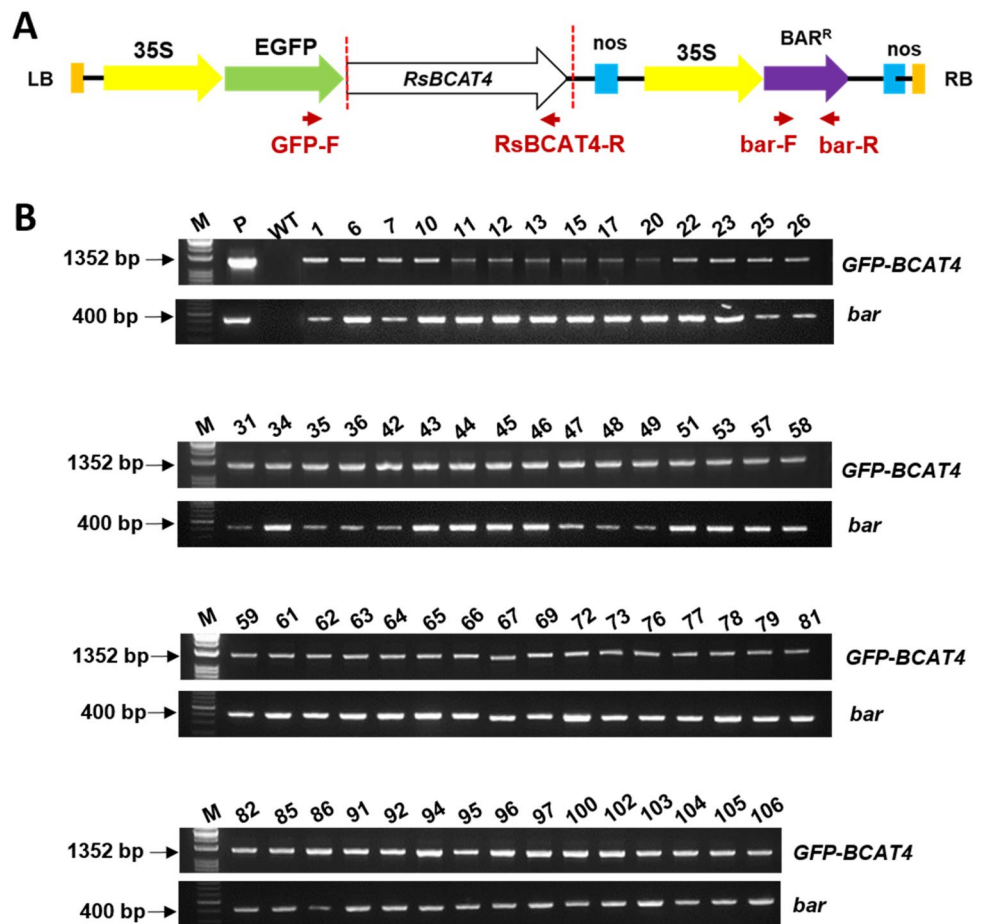 A
35S EGFP nos 35S BARᴿ nos
LB RsBCAT4 RB
GFP-F RsBCAT4-R bar-F bar-R
B
M P WT 1 6 7 10 11 12 13 15 17 20 22 23 25 26
1352 bp GFP-BCAT4
400 bp bar
M 31 34 35 36 42 43 44 45 46 47 48 49 51 53 57 58
1352 bp GFP-BCAT4
400 bp bar
M 59 61 62 63 64 65 66 67 69 72 73 76 77 78 79 81
1352 bp GFP-BCAT4
400 bp bar
M 82 85 86 91 92 94 95 96 97 100 102 103 104 105 106
1352 bp GFP-BCAT4
400 bp bar